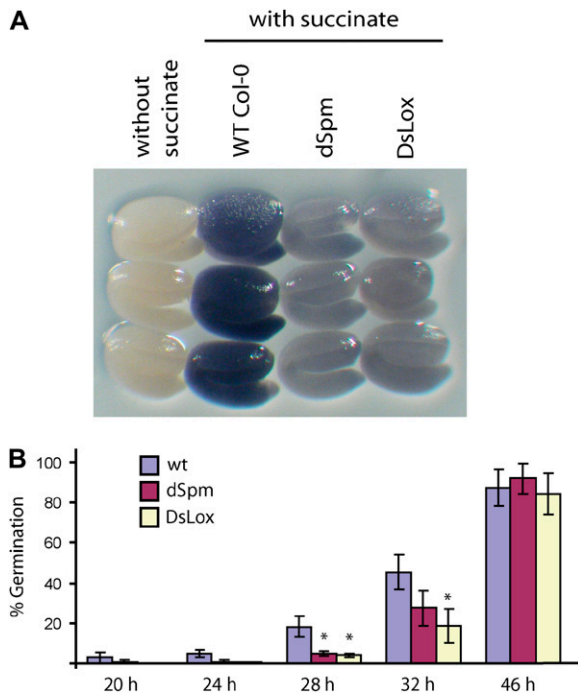 A
with succinate
without
succinate
WT Col-0
dSpm
DsLox
B
100
80
60
40
20
% Germination
wt
dSpm
DsLox
* *
*
20 h 24 h 28 h 32 h 46 h